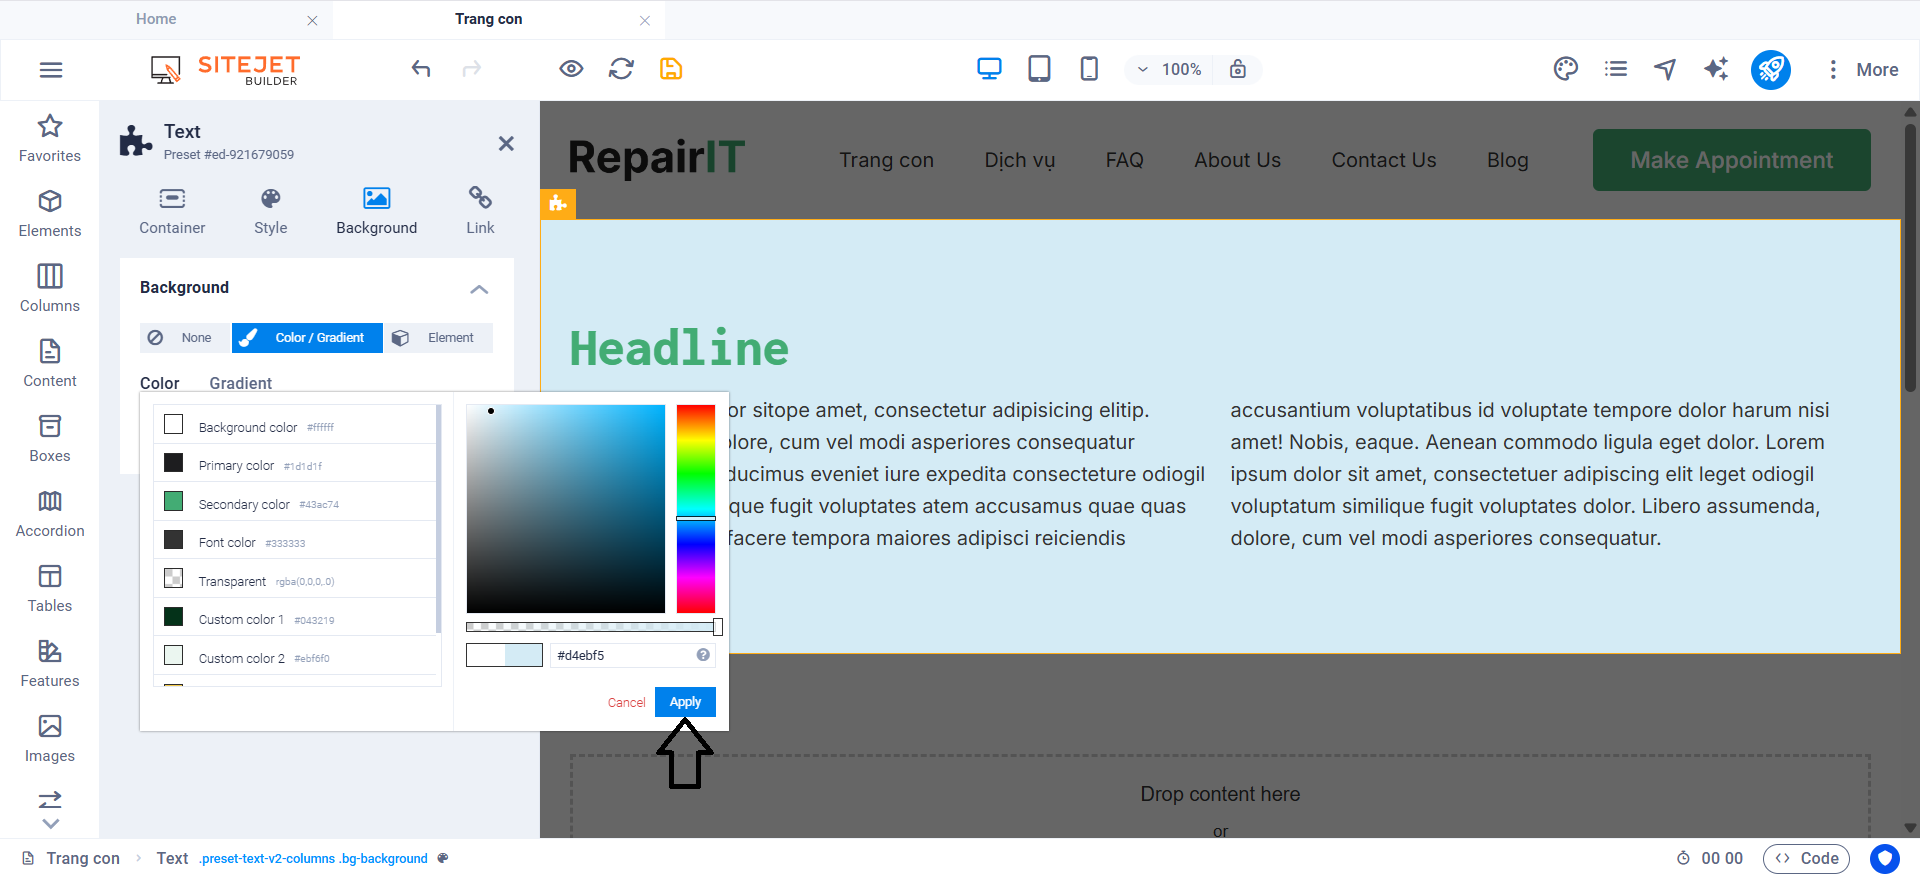 Home
Trang con
SITEJET
BUILDER
100%
More
Favorites
Elements
Columns
Content
Boxes
Accordion
Tables
Features
Images
Text
Preset #ed-921679059
Container
Style
Background
Link
Background
None
Color / Gradient
Element
Color
Gradient
Background color #ffffff
Primary color #1d1d1f
Secondary color #43ac74
Font color #333333
Transparent rgba(0,0,0,.0)
Custom color 1 #043219
Custom color 2 #ebf6f0
#d4ebf5
Cancel
Apply
RepairIT
Trang con
Dịch vụ
FAQ
About Us
Contact Us
Blog
Make Appointment
Headline
or sitope amet, consectetur adipisicing elitip.
lore, cum vel modi asperiores consequatur
ducimus eveniet iure expedita consecteture odiogil
que fugit voluptates atem accusamus quae quas
facere tempora maiores adipisci reiciendis
accusantium voluptatibus id voluptate tempore dolor harum nisi
amet! Nobis, eaque. Aenean commodo ligula eget dolor. Lorem
ipsum dolor sit amet, consectetuer adipiscing elit leget odiogil
voluptatum similique fugit voluptates dolor. Libero assumenda,
dolore, cum vel modi asperiores consequatur.
Drop content here
or
Trang con
Text .preset-text-v2-columns .bg-background
00 00
Code